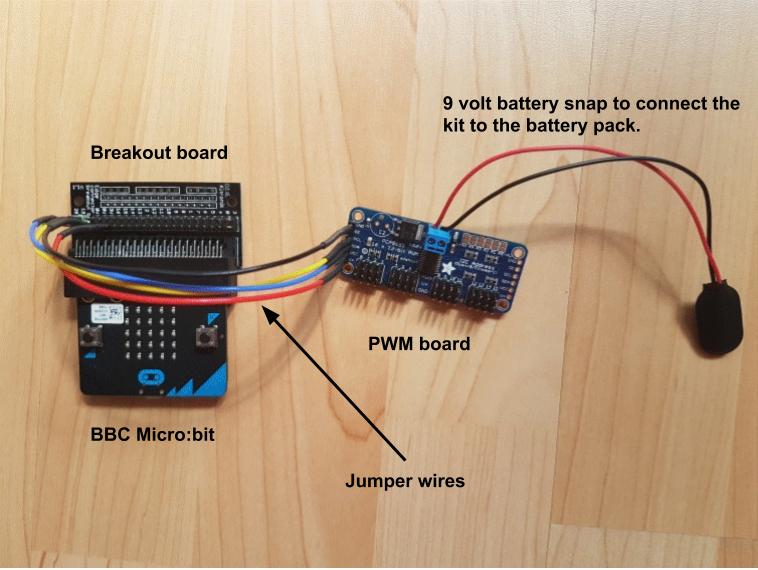 9 volt battery snap to connect the
kit to the battery pack.
Breakout board
PWM board
BBC Micro:bit
Jumper wires